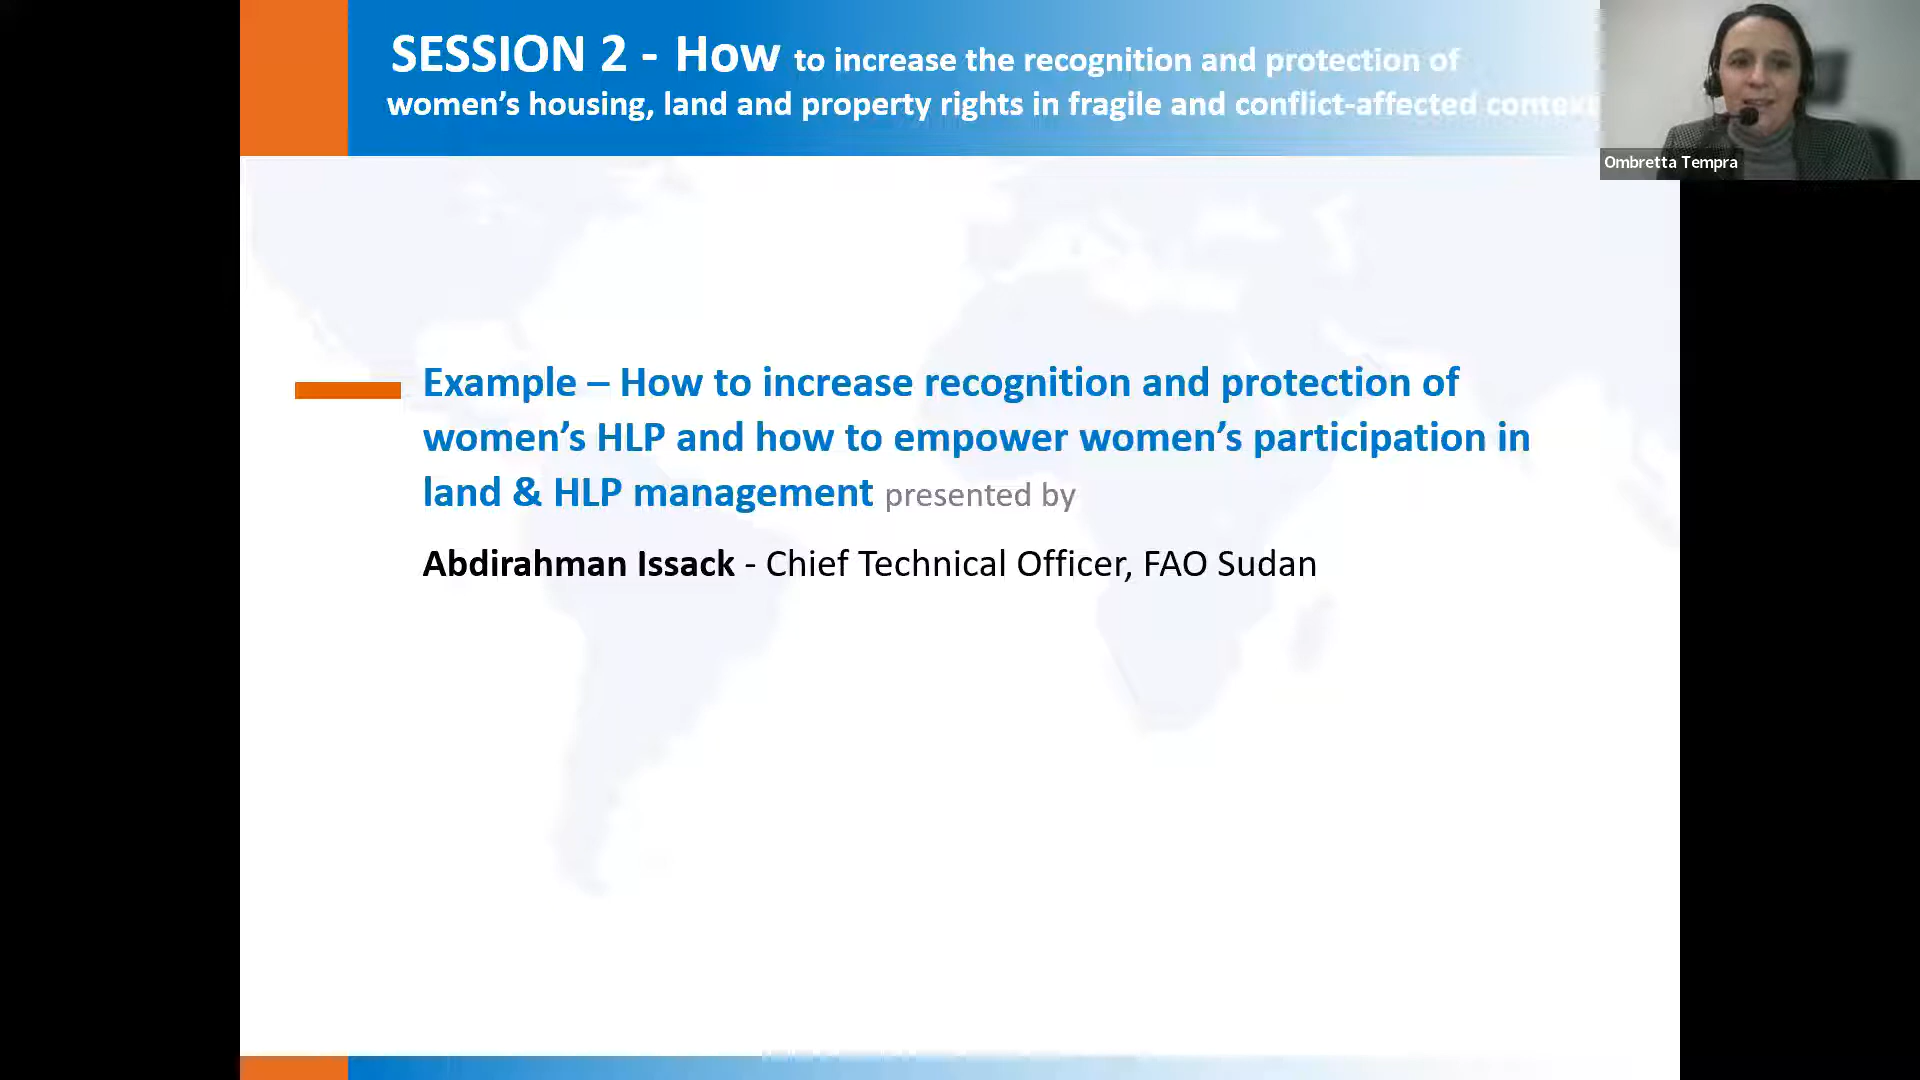 SESSION 2 - How to increase the recognition and protection of
women’s housing, land and property rights in fragile and conflict-affected
Ombretta Tempra
Example – How to increase recognition and protection of
women’s HLP and how to empower women’s participation in
land & HLP management presented by
Abdirahman Issack - Chief Technical Officer, FAO Sudan